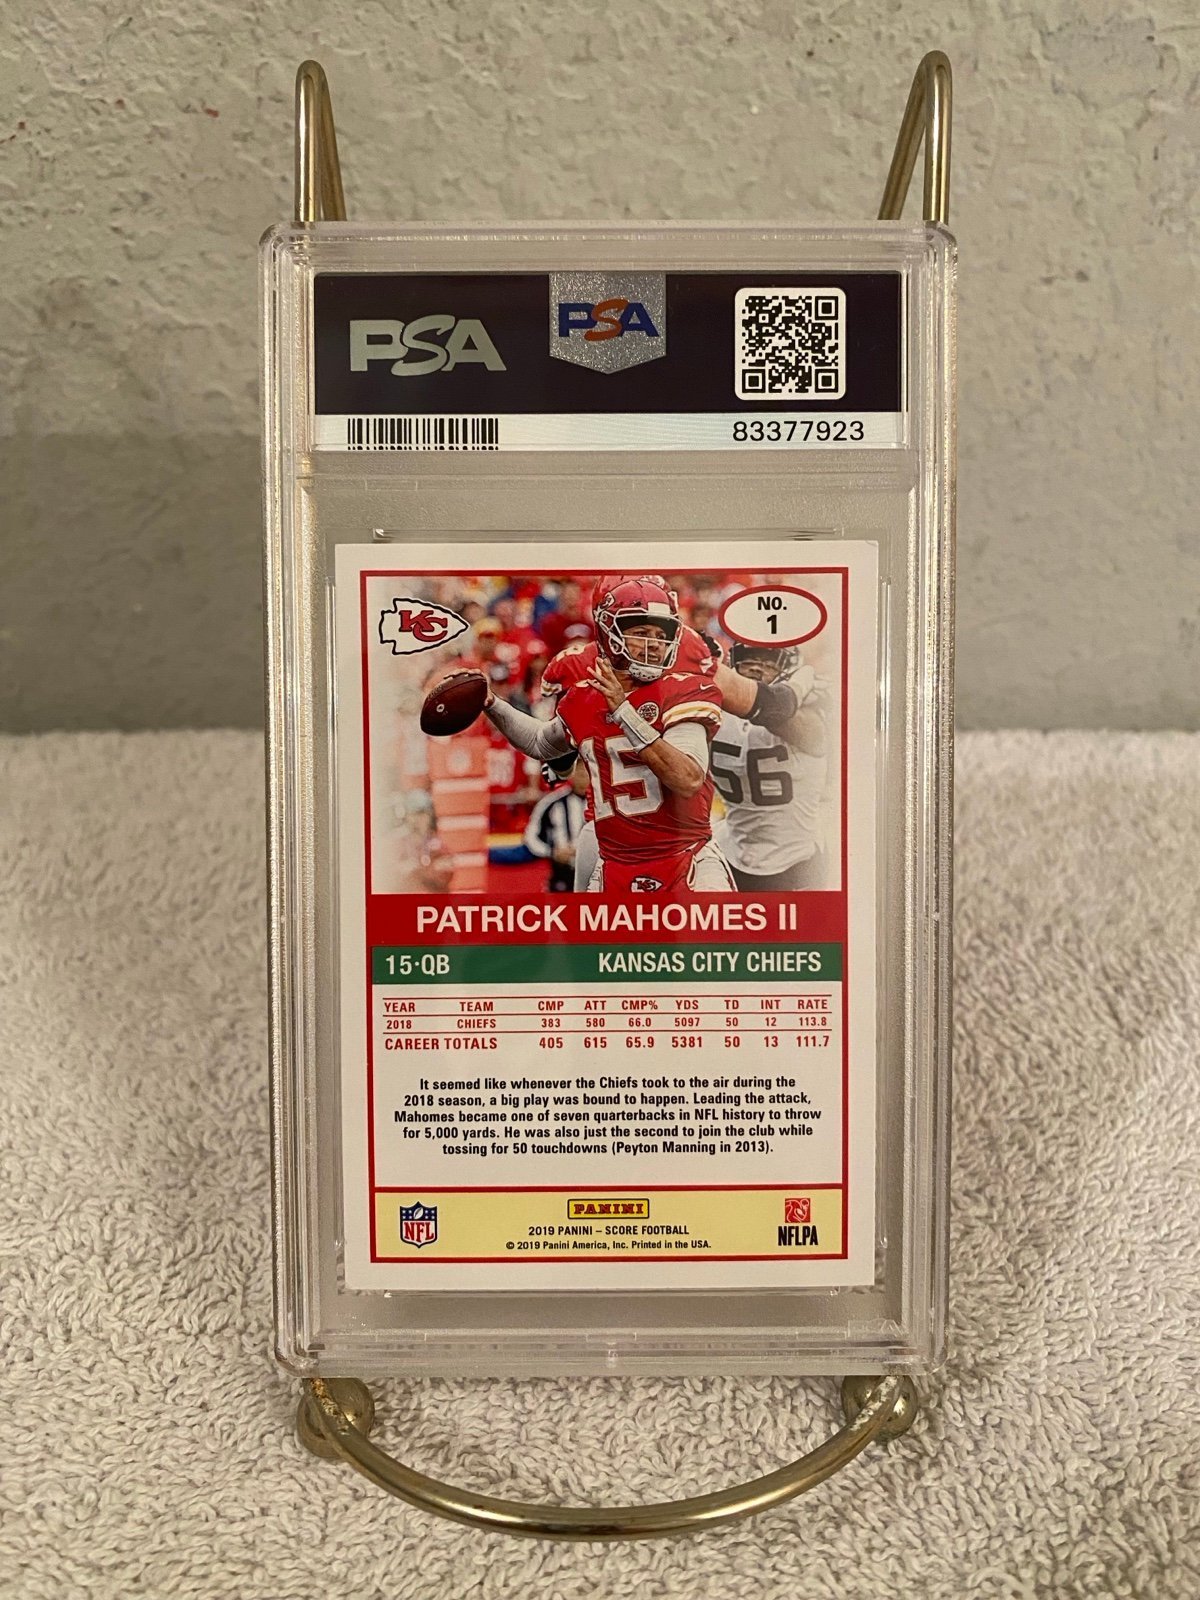 PSA
PSA
83377923
KC
NO.
1
15
15
56
PATRICK MAHOMES II
15·QB KANSAS CITY CHIEFS
YEAR TEAM CMP ATT CMP% YDS TD INT RATE
2018 CHIEFS 383 580 66.0 5097 50 12 113.8
CAREER TOTALS 405 615 65.9 5381 50 13 111.7
It seemed like whenever the Chiefs took to the air during the
2018 season, a big play was bound to happen. Leading the attack,
Mahomes became one of seven quarterbacks in NFL history to throw
for 5,000 yards. He was also just the second to join the club while
tossing for 50 touchdowns (Peyton Manning in 2013).
NFL
PANINI
2019 PANINI – SCORE FOOTBALL
© 2019 Panini America, Inc. Printed in the USA.
NFLPA